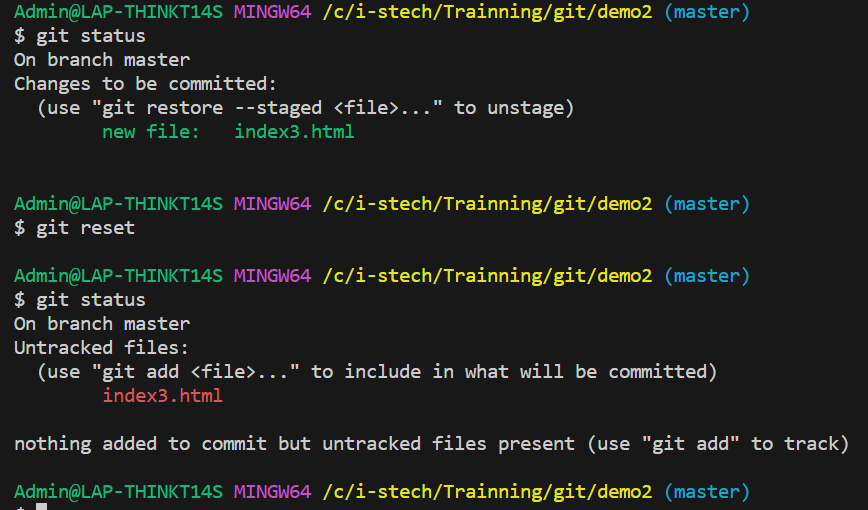 Admin@LAP-THINKT14S MINGW64 /c/i-stech/Trainning/git/demo2 (master)
$ git status
On branch master
Changes to be committed:
  (use "git restore --staged <file>..." to unstage)
        new file:   index3.html

Admin@LAP-THINKT14S MINGW64 /c/i-stech/Trainning/git/demo2 (master)
$ git reset

Admin@LAP-THINKT14S MINGW64 /c/i-stech/Trainning/git/demo2 (master)
$ git status
On branch master
Untracked files:
  (use "git add <file>..." to include in what will be committed)
        index3.html

nothing added to commit but untracked files present (use "git add" to track)

Admin@LAP-THINKT14S MINGW64 /c/i-stech/Trainning/git/demo2 (master)
$